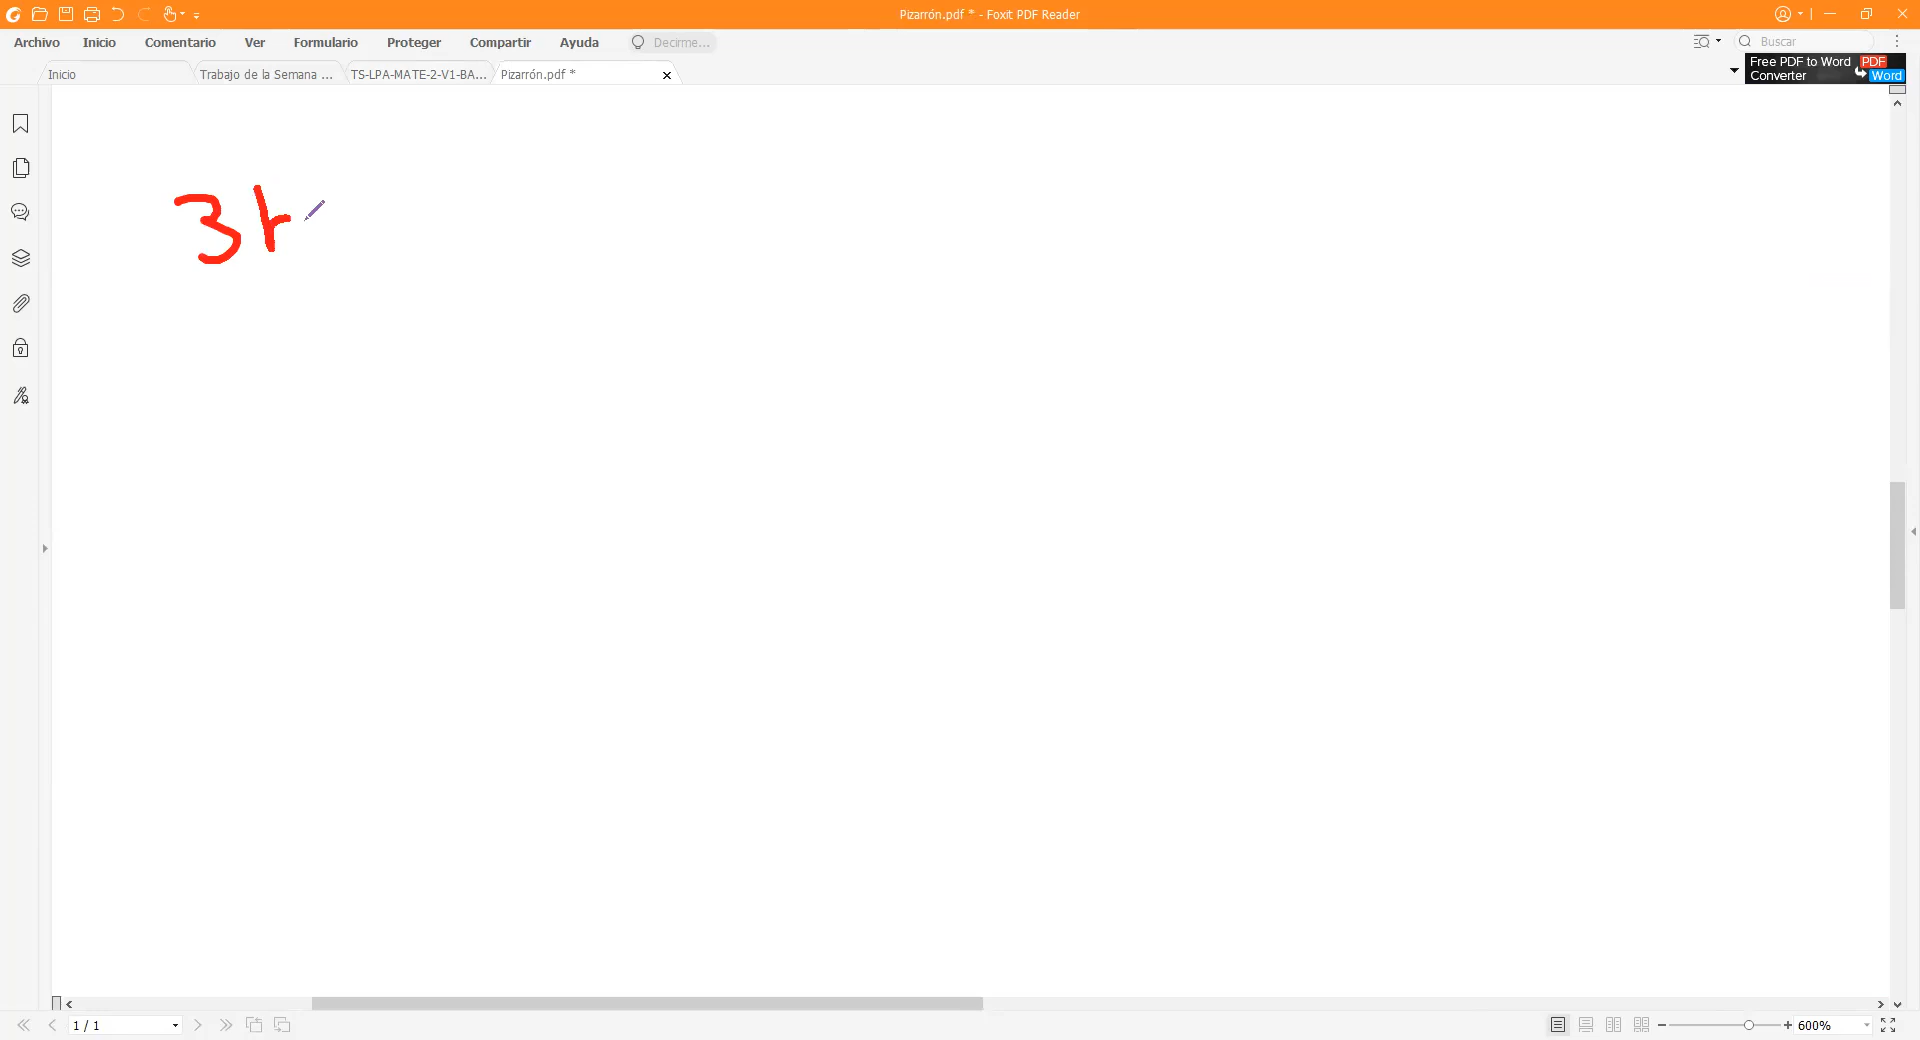 Pizarrón.pdf * - Foxit PDF Reader
Archivo Inicio Comentario Ver Formulario Proteger Compartir Ayuda Decirme... Buscar
Inicio Trabajo de la Semana ... TS-LPA-MATE-2-V1-BA... Pizarrón.pdf *
Free PDF to Word Converter PDF Word
3
1 / 1
600%